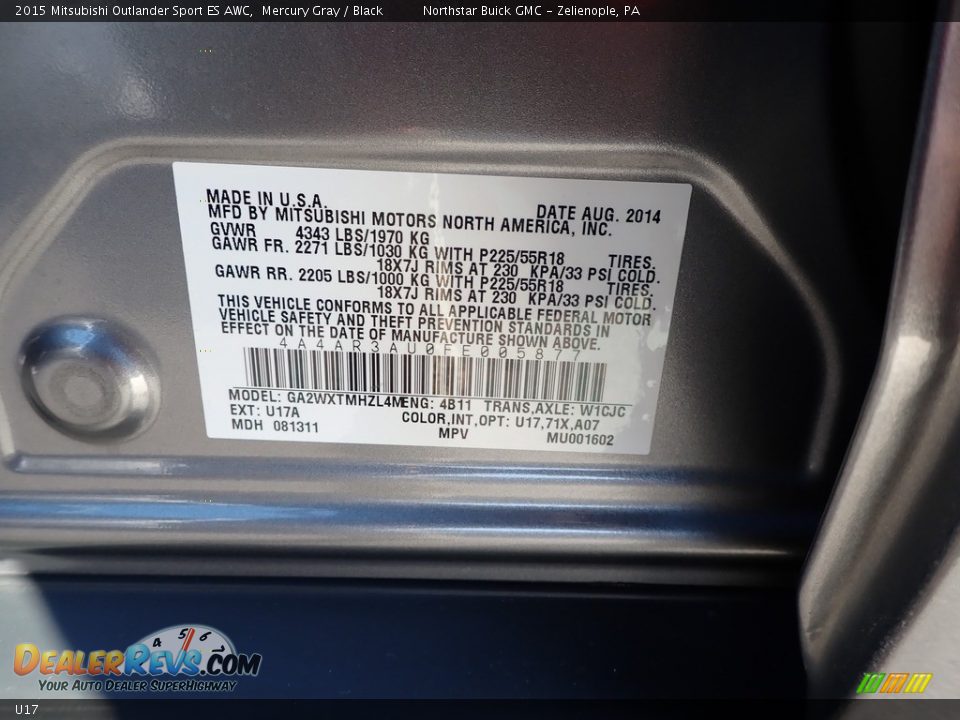 2015 Mitsubishi Outlander Sport ES AWC, Mercury Gray / Black Northstar Buick GMC - Zelienople, PA
MADE IN U.S.A. DATE AUG. 2014
MFD BY MITSUBISHI MOTORS NORTH AMERICA, INC.
GVWR 4343 LBS/1970 KG
GAWR FR. 2271 LBS/1030 KG WITH P225/55R18 TIRES,
18X7J RIMS AT 230 KPA/33 PSI COLD.
GAWR RR. 2205 LBS/1000 KG WITH P225/55R18 TIRES,
18X7J RIMS AT 230 KPA/33 PSI COLD.
THIS VEHICLE CONFORMS TO ALL APPLICABLE FEDERAL MOTOR
VEHICLE SAFETY AND THEFT PREVENTION STANDARDS IN
EFFECT ON THE DATE OF MANUFACTURE SHOWN ABOVE.
4A4AR3AU0FE005877
MODEL: GA2WXTMHZL4M ENG: 4B11 TRANS,AXLE: W1CJC
EXT: U17A COLOR,INT,OPT: U17,71X,A07
MDH 081311 MPV MU001602
4 5 6
DEALERREVS.COM
Your Auto Dealer SuperHighway
U17